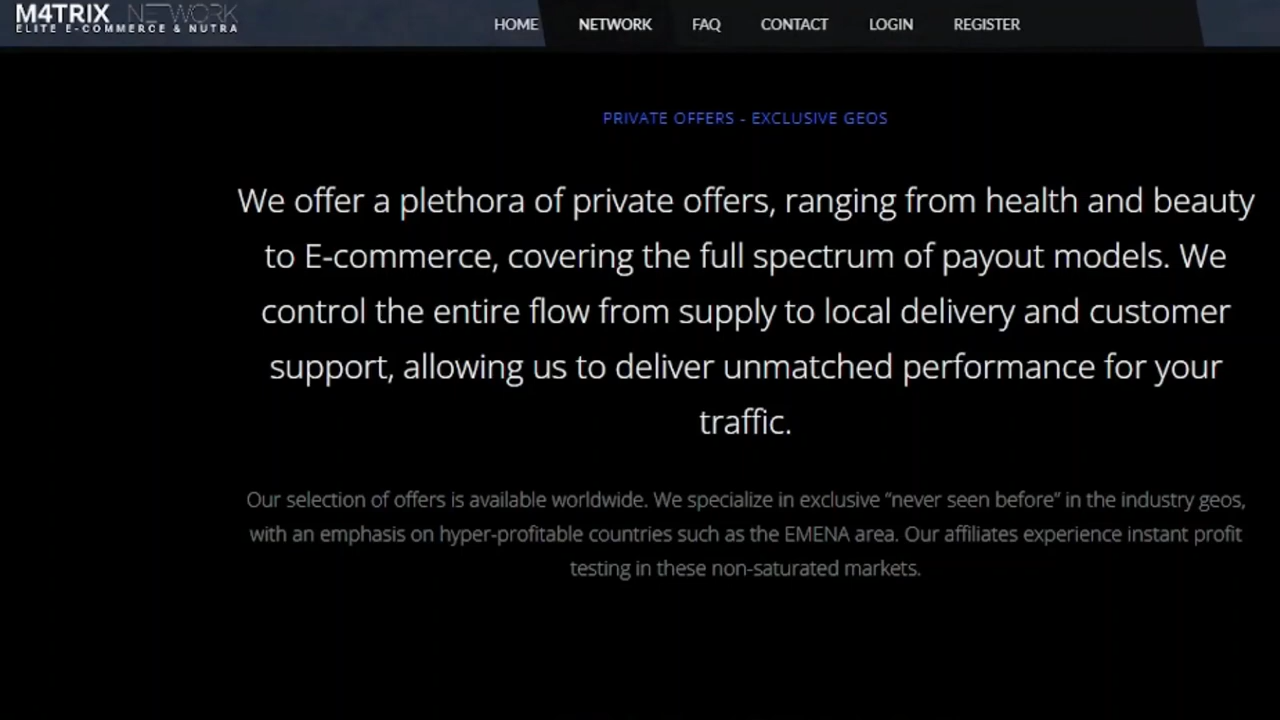 M4TRIX NETWORK
ELITE E-COMMERCE & NUTRA
HOME NETWORK FAQ CONTACT LOGIN REGISTER
PRIVATE OFFERS - EXCLUSIVE GEOS
We offer a plethora of private offers, ranging from health and beauty
to E-commerce, covering the full spectrum of payout models. We
control the entire flow from supply to local delivery and customer
support, allowing us to deliver unmatched performance for your
traffic.
Our selection of offers is available worldwide. We specialize in exclusive “never seen before” in the industry geos,
with an emphasis on hyper-profitable countries such as the EMENA area. Our affiliates experience instant profit
testing in these non-saturated markets.